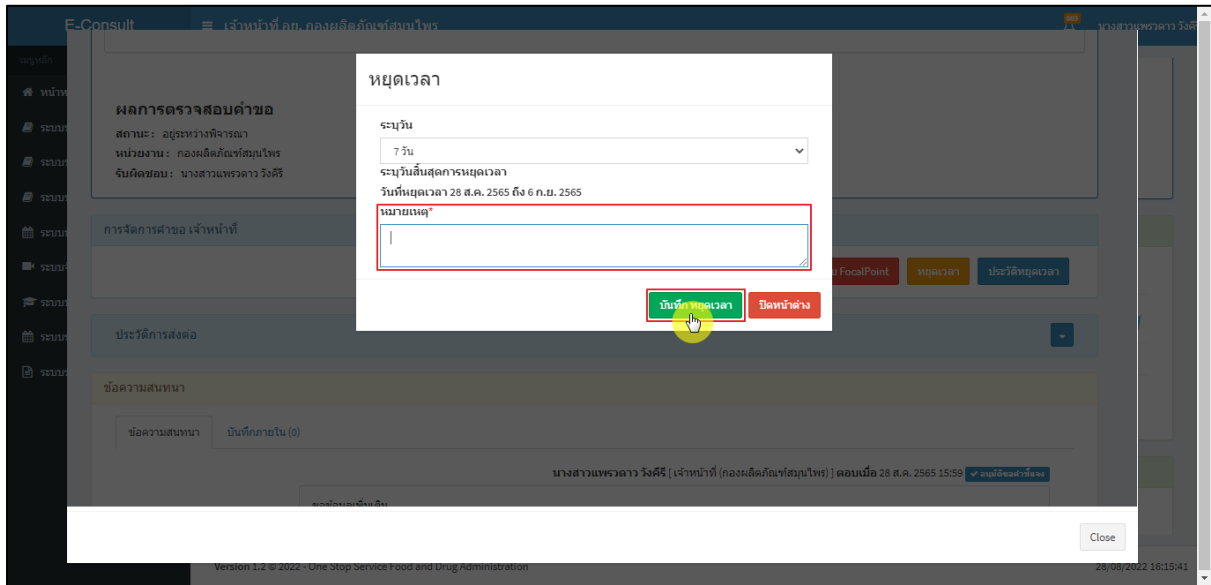 E-Consult
เจ้าหน้าที่ อย, กองผลิตภัณฑ์สมุนไพร
นางสาวแพรวดาว วังคีรี
เมนูหลัก
หยุดเวลา
ระบุวัน
7 วัน
ระบุวันสิ้นสุดการหยุดเวลา
วันที่หยุดเวลา 28 ส.ค. 2565 ถึง 6 ก.ย. 2565
หมายเหตุ*
บันทึก หยุดเวลา
ปิดหน้าต่าง
ผลการตรวจสอบคำขอ
สถานะ : อยู่ระหว่างพิจารณา
หน่วยงาน : กองผลิตภัณฑ์สมุนไพร
รับผิดชอบ : นางสาวแพรวดาว วังคีรี
การจัดการคำขอ เจ้าหน้าที่
FocalPoint
หยุดเวลา
ประวัติหยุดเวลา
ประวัติการส่งต่อ
ข้อความสนทนา
ข้อความสนทนา
บันทึกภายใน (0)
นางสาวแพรวดาว วังคีรี [ เจ้าหน้าที่ (กองผลิตภัณฑ์สมุนไพร) ] ตอบเมื่อ 28 ส.ค. 2565 15:59
ขอข้อมูลเพิ่มเติม
Close
Version 1.2 © 2022 - One Stop Service Food and Drug Administration
28/08/2022 16:15:41